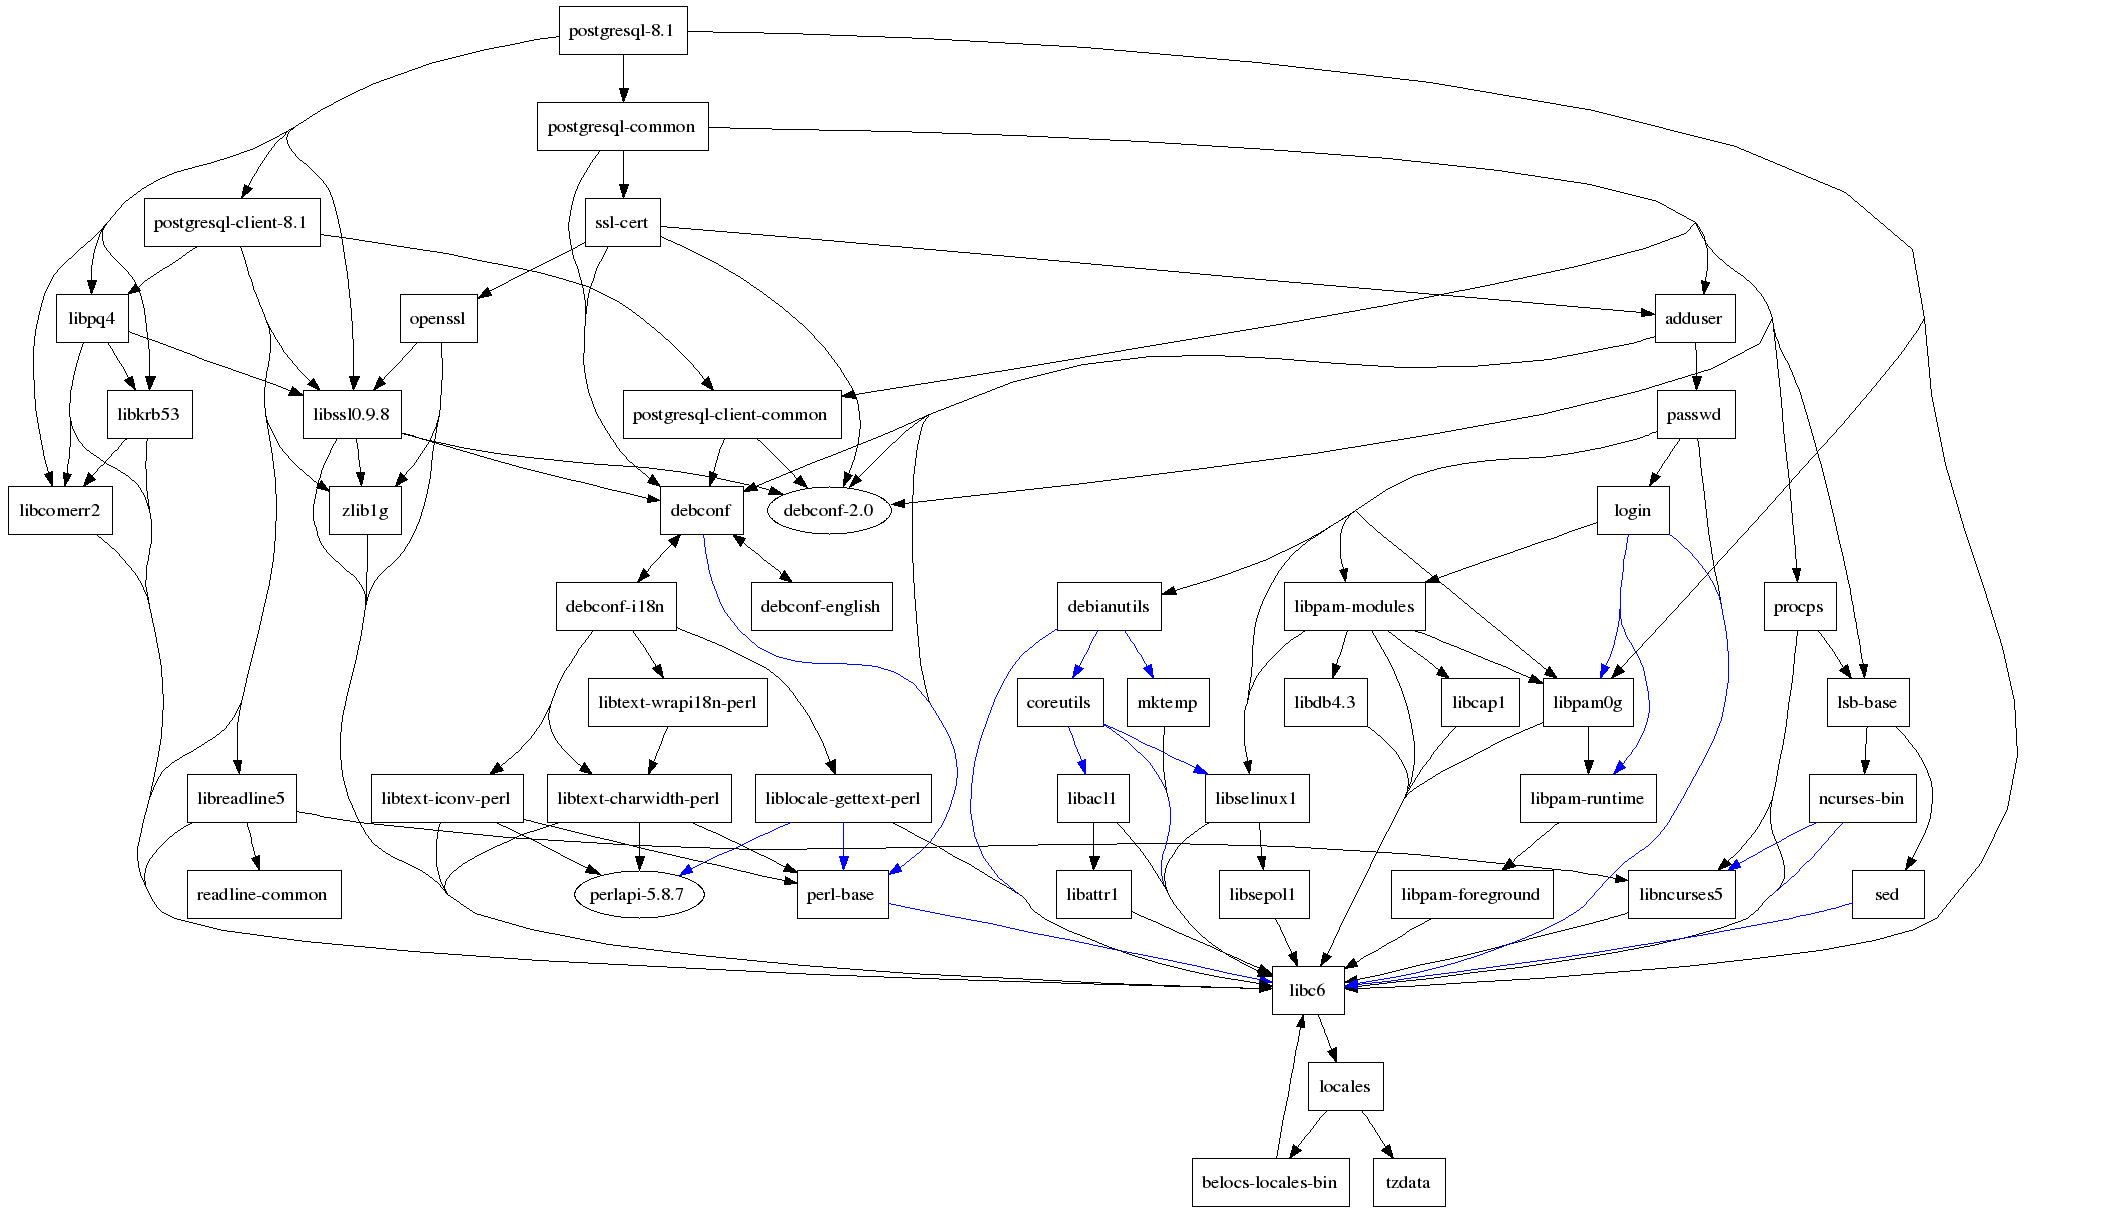 postgresql-8.1
postgresql-common
postgresql-client-8.1
ssl-cert
libpq4
openssl
adduser
libkrb53
libssl0.9.8
postgresql-client-common
passwd
libcomerr2
zlib1g
debconf
debconf-2.0
login
debconf-i18n
debconf-english
debianutils
libpam-modules
procps
libtext-wrapi18n-perl
coreutils
mktemp
libdb4.3
libcap1
libpam0g
lsb-base
libreadline5
libtext-iconv-perl
libtext-charwidth-perl
liblocale-gettext-perl
libacl1
libselinux1
libpam-runtime
ncurses-bin
readline-common
perlapi-5.8.7
perl-base
libattr1
libsepol1
libpam-foreground
libncurses5
sed
libc6
locales
belocs-locales-bin
tzdata